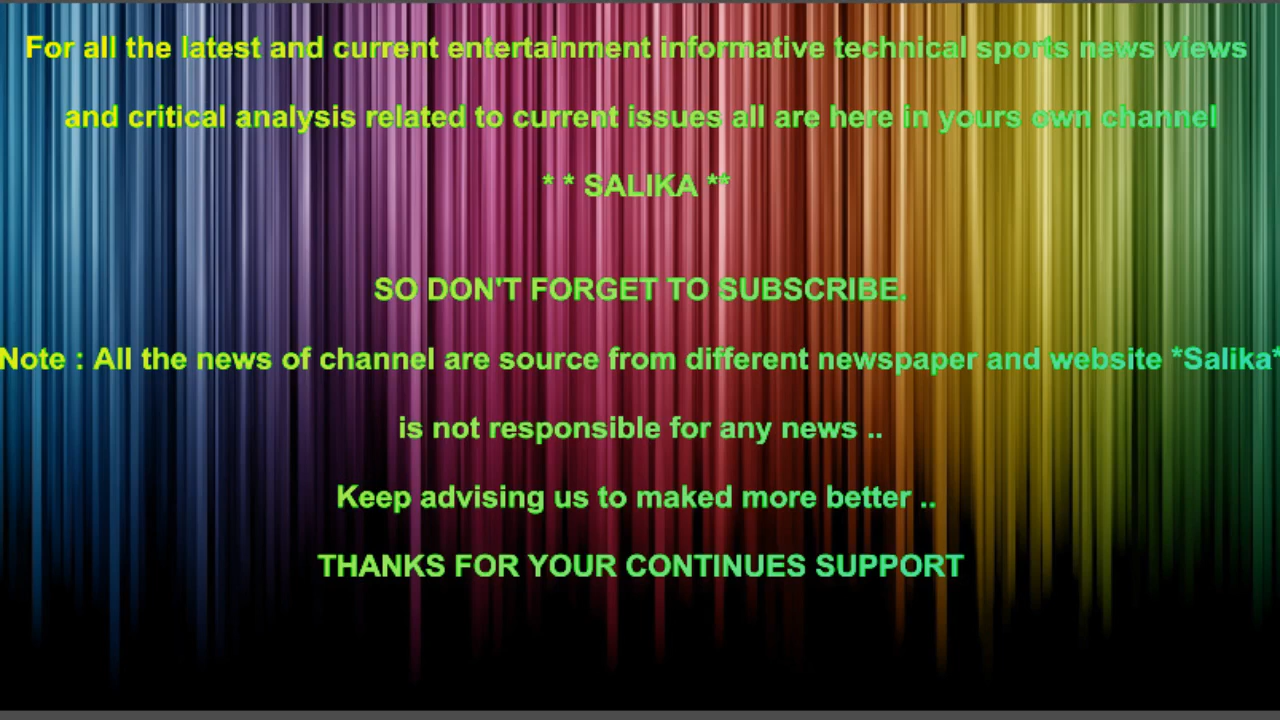 For all the latest and current entertainment informative technical sports news views
and critical analysis related to current issues all are here in yours own channel
* * SALIKA **
SO DON'T FORGET TO SUBSCRIBE.
Note : All the news of channel are source from different newspaper and website *Salika*
is not responsible for any news ..
Keep advising us to maked more better ..
THANKS FOR YOUR CONTINUES SUPPORT